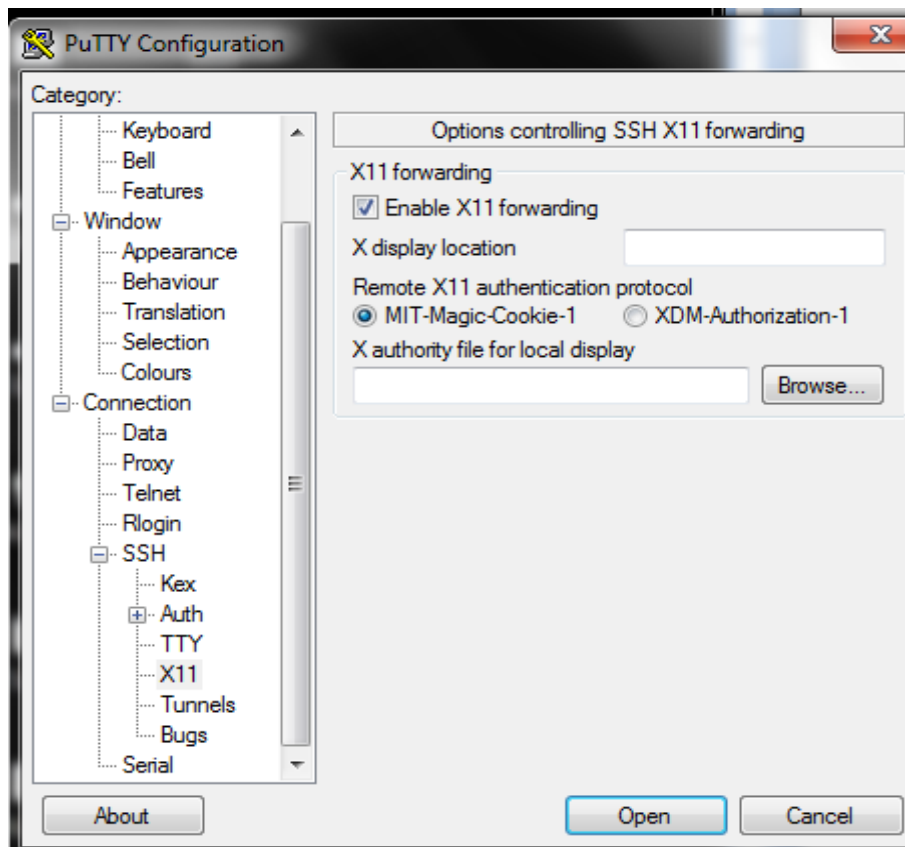 PuTTY Configuration
X
Category:
Keyboard
Bell
Features
Window
Appearance
Behaviour
Translation
Selection
Colours
Connection
Data
Proxy
Telnet
Rlogin
SSH
Kex
Auth
TTY
X11
Tunnels
Bugs
Serial
Options controlling SSH X11 forwarding
X11 forwarding
Enable X11 forwarding
X display location
Remote X11 authentication protocol
MIT-Magic-Cookie-1 XDM-Authorization-1
X authority file for local display
Browse...
About Open Cancel